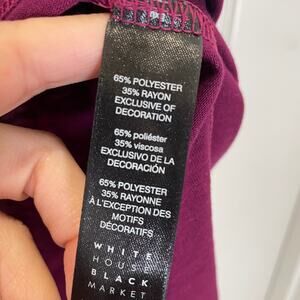 65% POLYESTER
35% RAYON
EXCLUSIVE OF
DECORATION
65% poliéster
35% viscosa
EXCLUSIVO DE LA
DECORACIÓN
65% POLYESTER
35% RAYONNE
À L'EXCEPTION DES
MOTIFS
DÉCORATIFS
WHITE
HOUSE
BLACK
MARKET